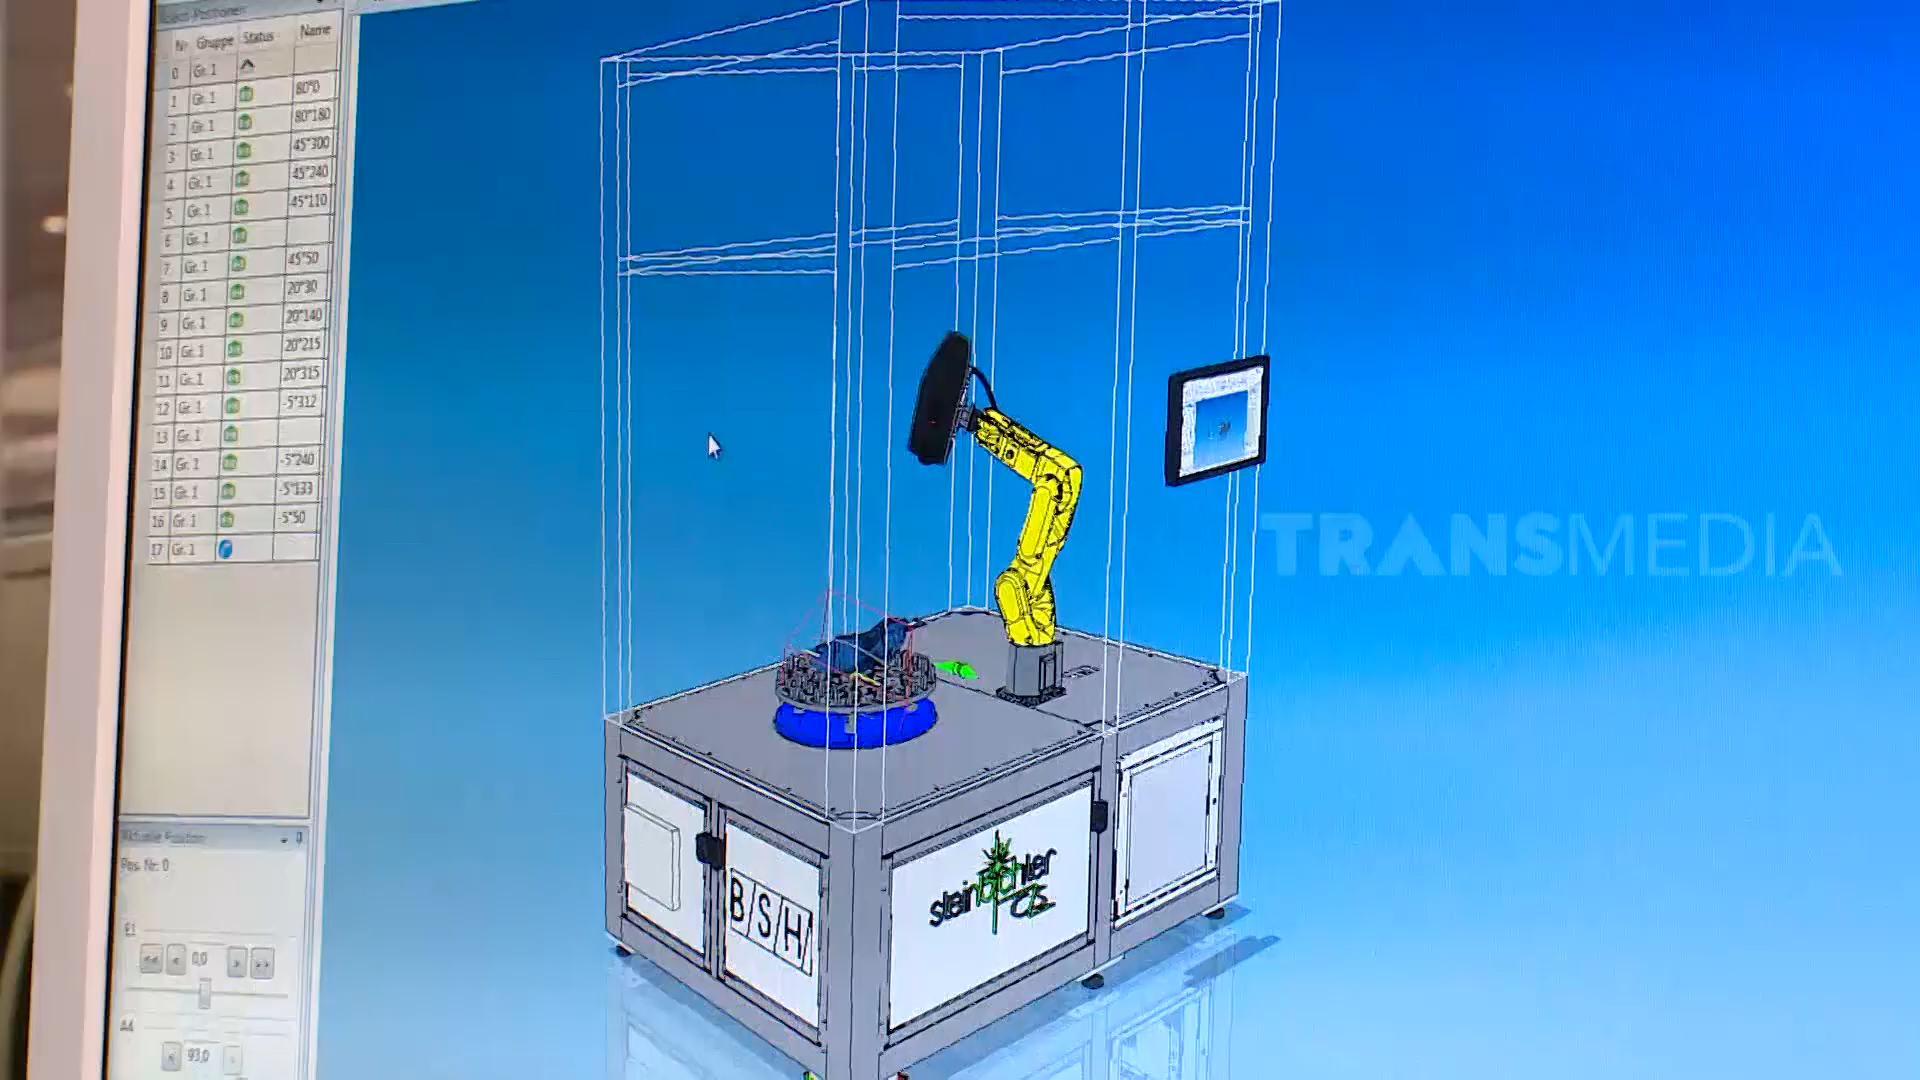 Nr Gruppe Status Name
0 Gr. 1
1 Gr. 1 80°0
2 Gr. 1 80°180
3 Gr. 1 45°300
4 Gr. 1 45°240
5 Gr. 1 45°110
6 Gr. 1
7 Gr. 1 45°50
8 Gr. 1 20°30
9 Gr. 1 20°140
10 Gr. 1 20°215
11 Gr. 1 20°315
12 Gr. 1 -5°312
13 Gr. 1
14 Gr. 1 -5°240
15 Gr. 1 -5°133
16 Gr. 1 -5°50
17 Gr. 1
Aktuelle Position
Pos. Nr: 0
E1
<< < 0,0 > >>
A4
< 93,0
B/S/H/
steinbichler
TRANSMEDIA